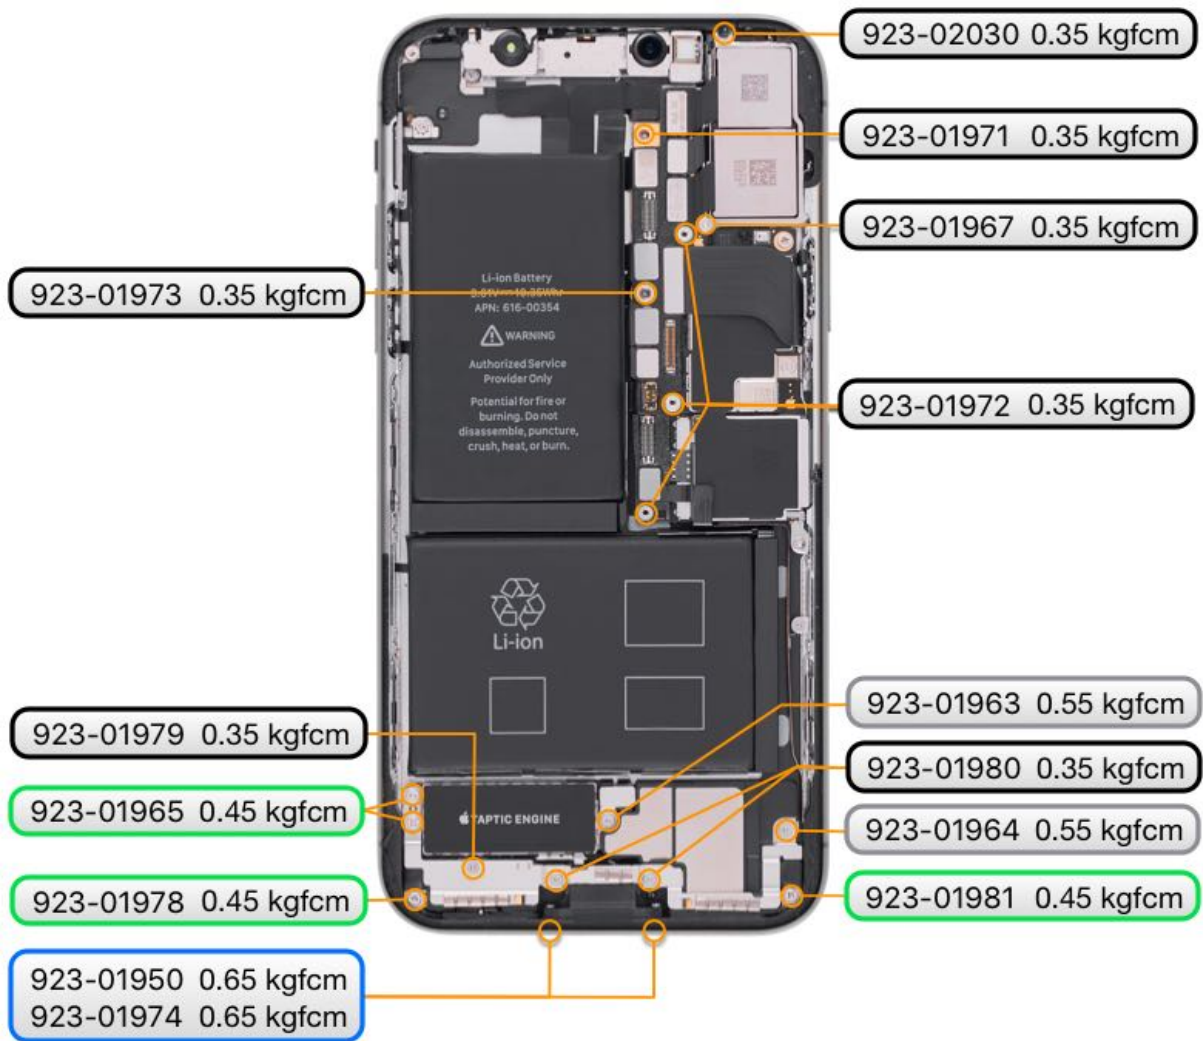 923-02030 0.35 kgfcm
923-01971 0.35 kgfcm
923-01967 0.35 kgfcm
923-01973 0.35 kgfcm
Li-ion Battery
APN: 616-00354
WARNING
Authorized Service
Provider Only
Potential for fire or
burning. Do not
disassemble, puncture,
crush, heat, or burn.
923-01972 0.35 kgfcm
Li-ion
923-01979 0.35 kgfcm
923-01963 0.55 kgfcm
923-01980 0.35 kgfcm
923-01965 0.45 kgfcm
TAPTIC ENGINE
923-01964 0.55 kgfcm
923-01978 0.45 kgfcm
923-01981 0.45 kgfcm
923-01950 0.65 kgfcm
923-01974 0.65 kgfcm